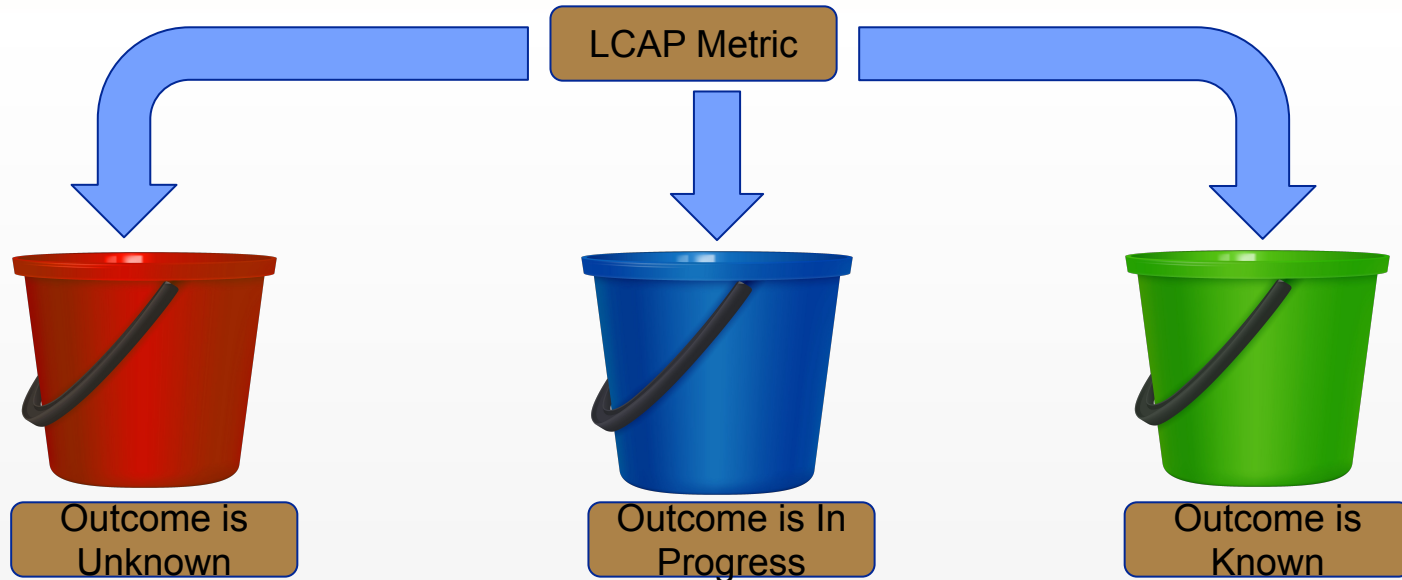 LCAP Metric
Outcome is
Unknown
Outcome is In
Progress
Outcome is
Known